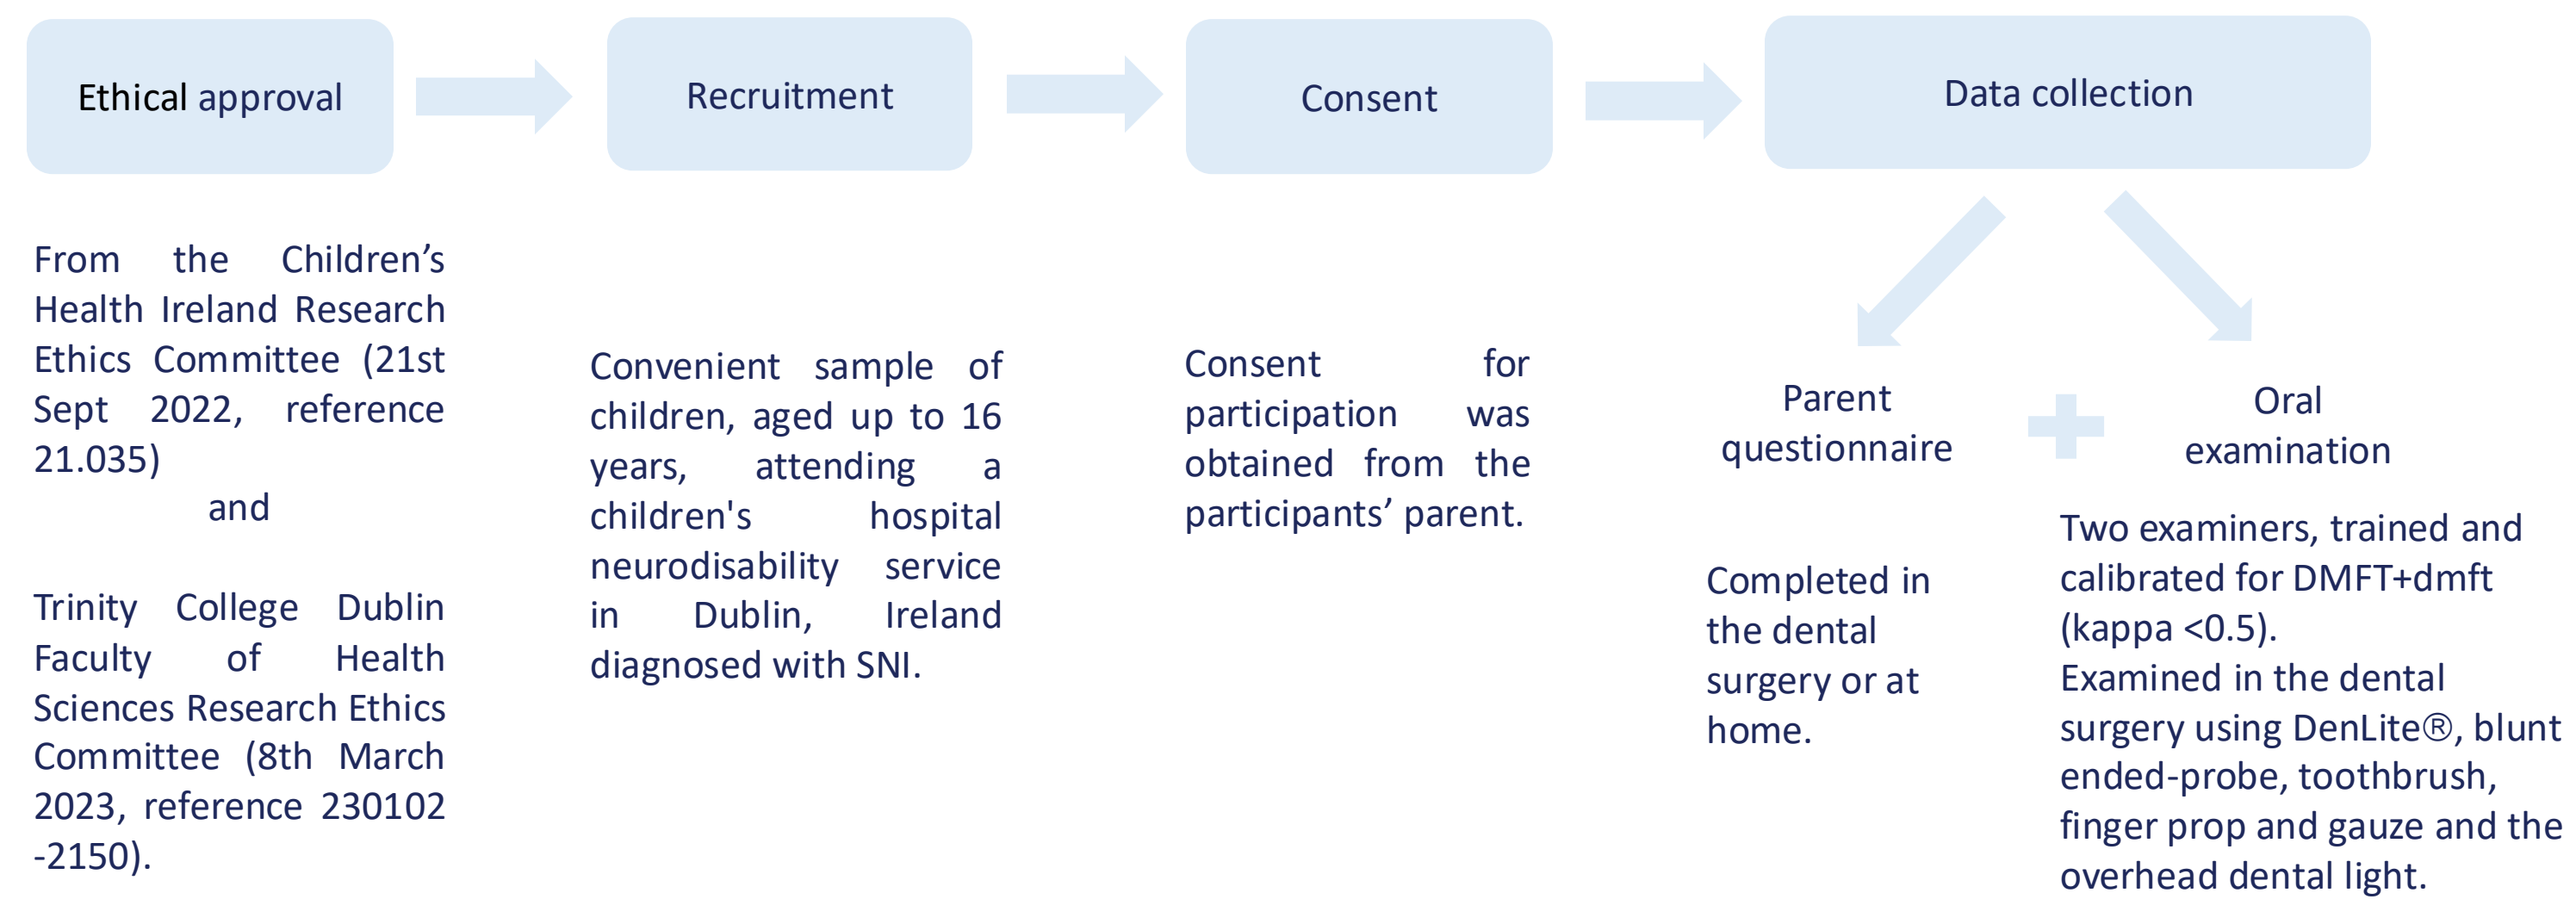 Ethical approval
Recruitment
Consent
Data collection
From the Children’s
Health Ireland Research
Ethics Committee (21st
Sept 2022, reference
21.035)
and
Trinity College Dublin
Faculty of Health
Sciences Research Ethics
Committee (8th March
2023, reference 230102
-2150).
Convenient sample of
children, aged up to 16
years, attending a
children's hospital
neurodisability service
in Dublin, Ireland
diagnosed with SNI.
Consent for
participation was
obtained from the
participants’ parent.
Parent
questionnaire
Completed in
the dental
surgery or at
home.
Oral
examination
Two examiners, trained and
calibrated for DMFT+dmft
(kappa <0.5).
Examined in the dental
surgery using DenLite®, blunt
ended-probe, toothbrush,
finger prop and gauze and the
overhead dental light.